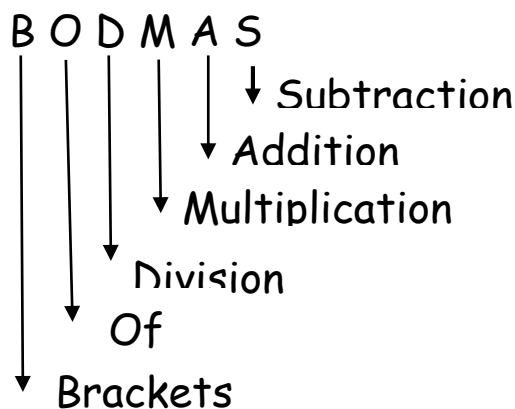 B O D M A S
Subtraction
Addition
Multiplication
Division
Of
Brackets